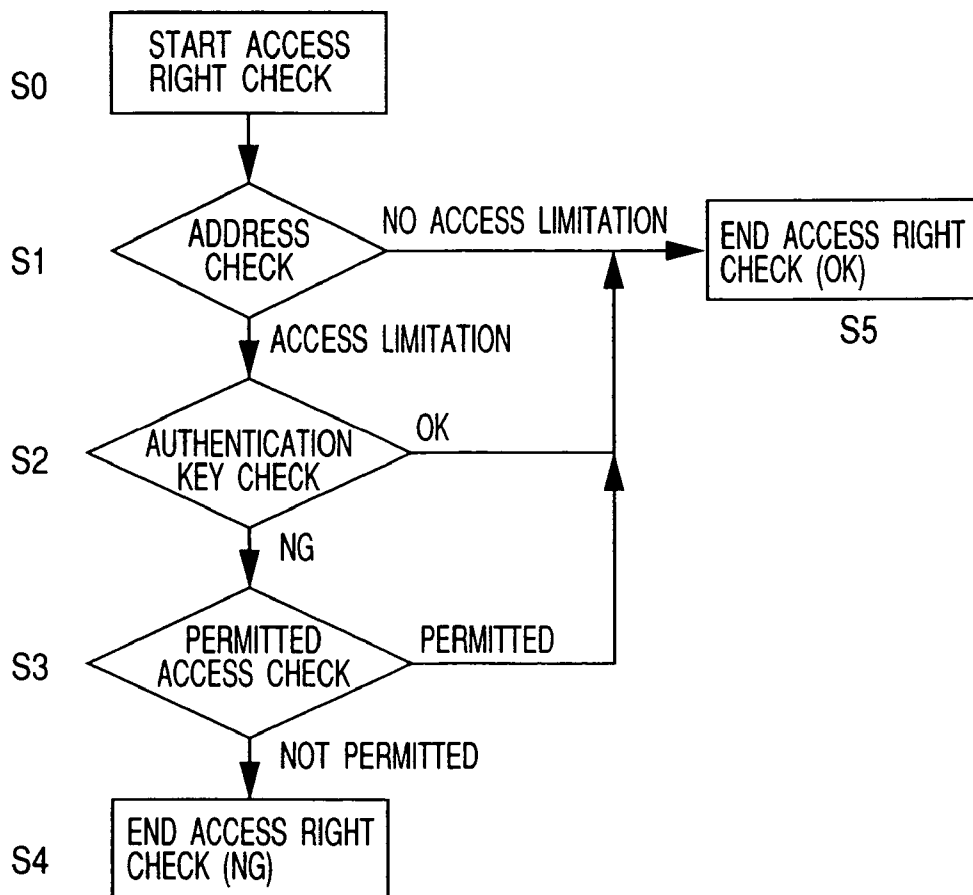 S0
START ACCESS
RIGHT CHECK
S1
ADDRESS
CHECK
NO ACCESS LIMITATION
END ACCESS RIGHT
CHECK (OK)
S5
ACCESS LIMITATION
S2
AUTHENTICATION
KEY CHECK
OK
NG
S3
PERMITTED
ACCESS CHECK
PERMITTED
NOT PERMITTED
S4
END ACCESS RIGHT
CHECK (NG)